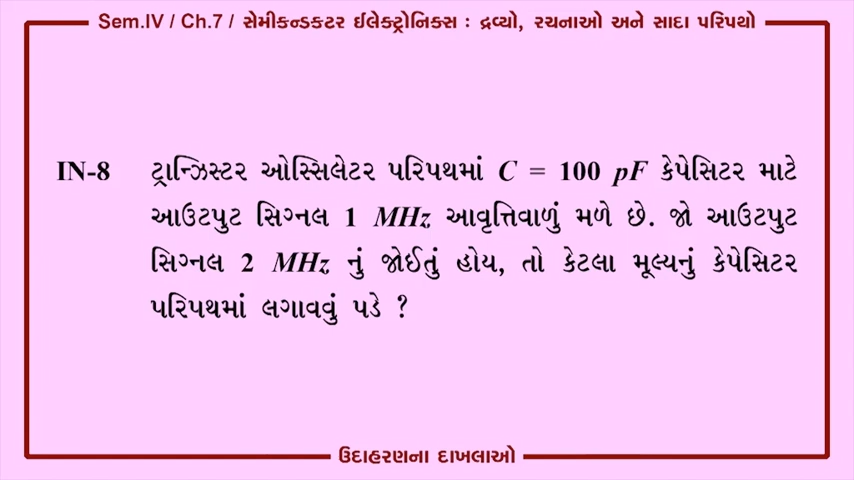 Sem.IV / Ch.7 / સેમીકન્ડક્ટર ઈલેક્ટ્રોનિક્સ : દ્રવ્યો, રચનાઓ અને સાદા પરિપથો
IN-8 ટ્રાન્ઝિસ્ટર ઓસ્સિલેટર પરિપથમાં C = 100 pF કેપેસિટર માટે
આઉટપુટ સિગ્નલ 1 MHz આવૃત્તિવાળું મળે છે. જો આઉટપુટ
સિગ્નલ 2 MHz નું જોઈતું હોય, તો કેટલા મૂલ્યનું કેપેસિટર
પરિપથમાં લગાવવું પડે ?
ઉદાહરણના દાખલાઓ